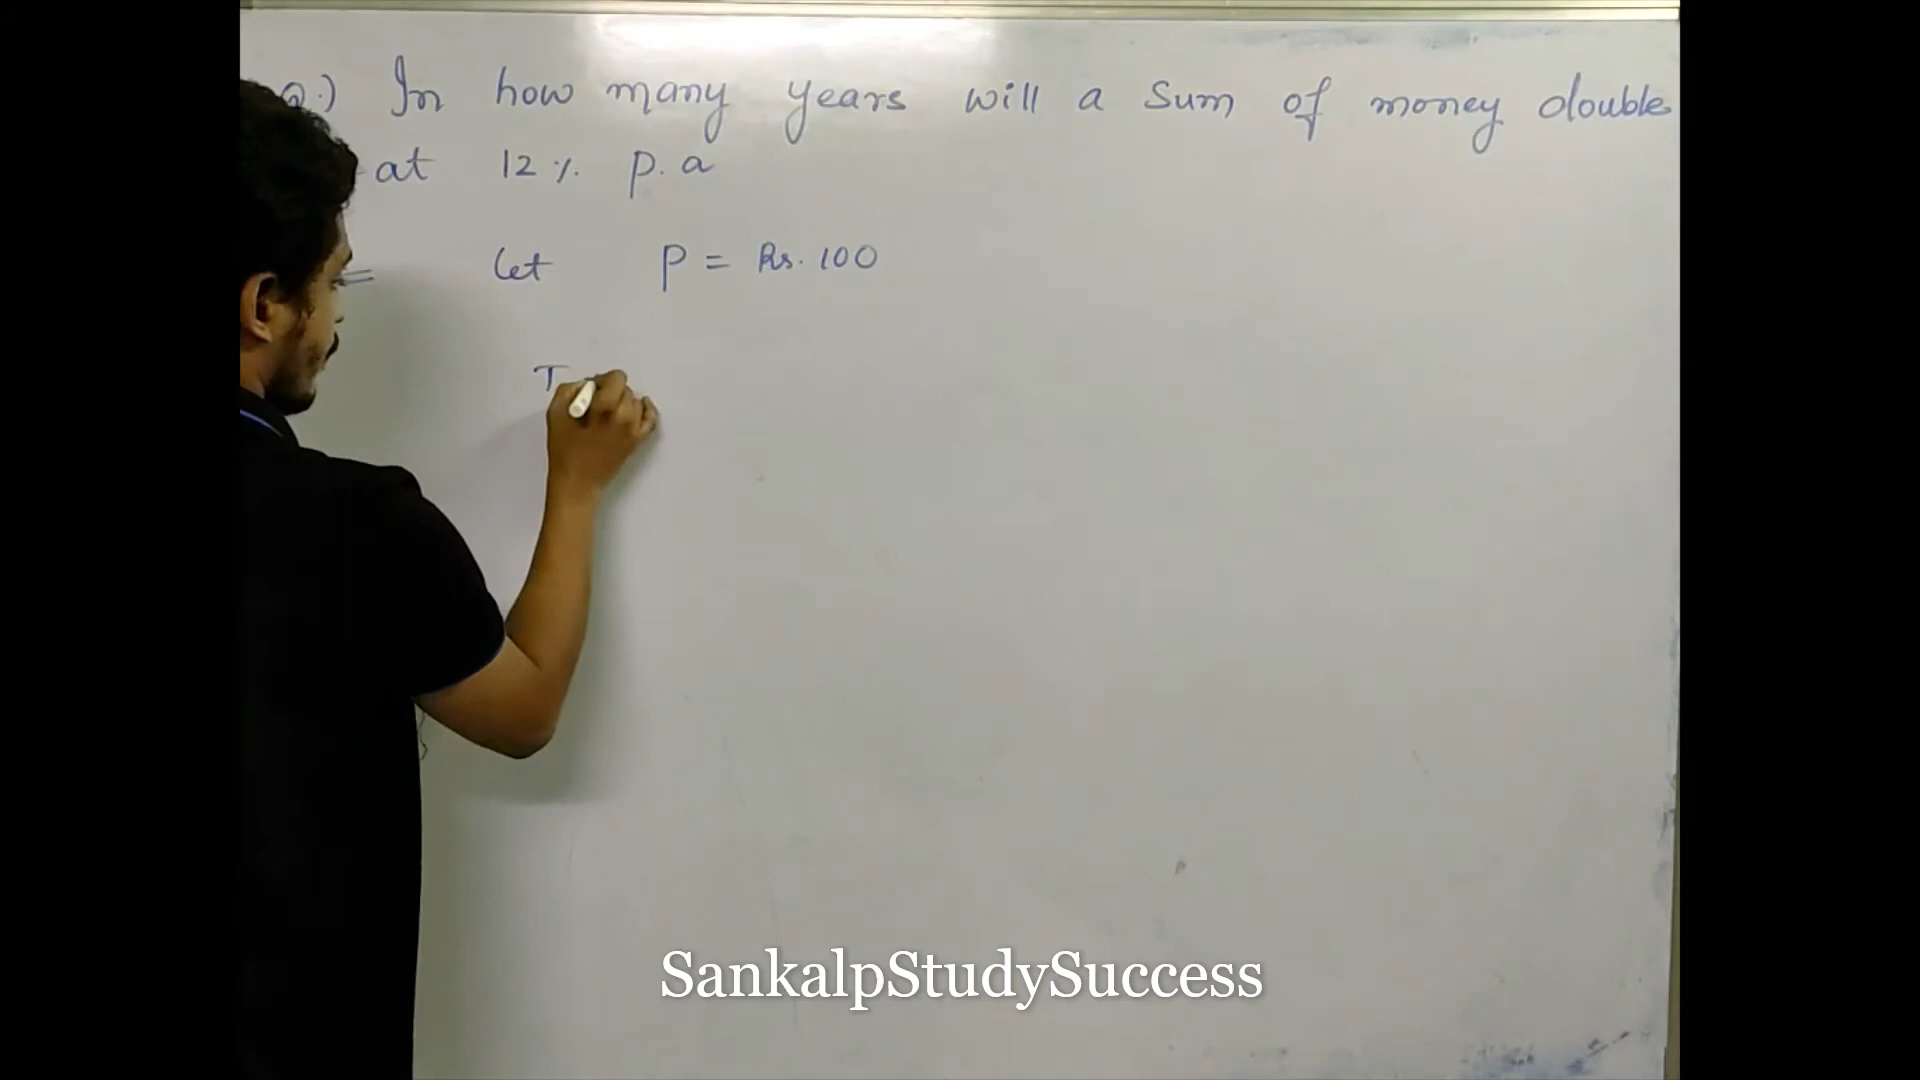 Q.) In how many years will a sum of money double
at 12 % p.a
= Let P = Rs. 100
T
SankalpStudySuccess